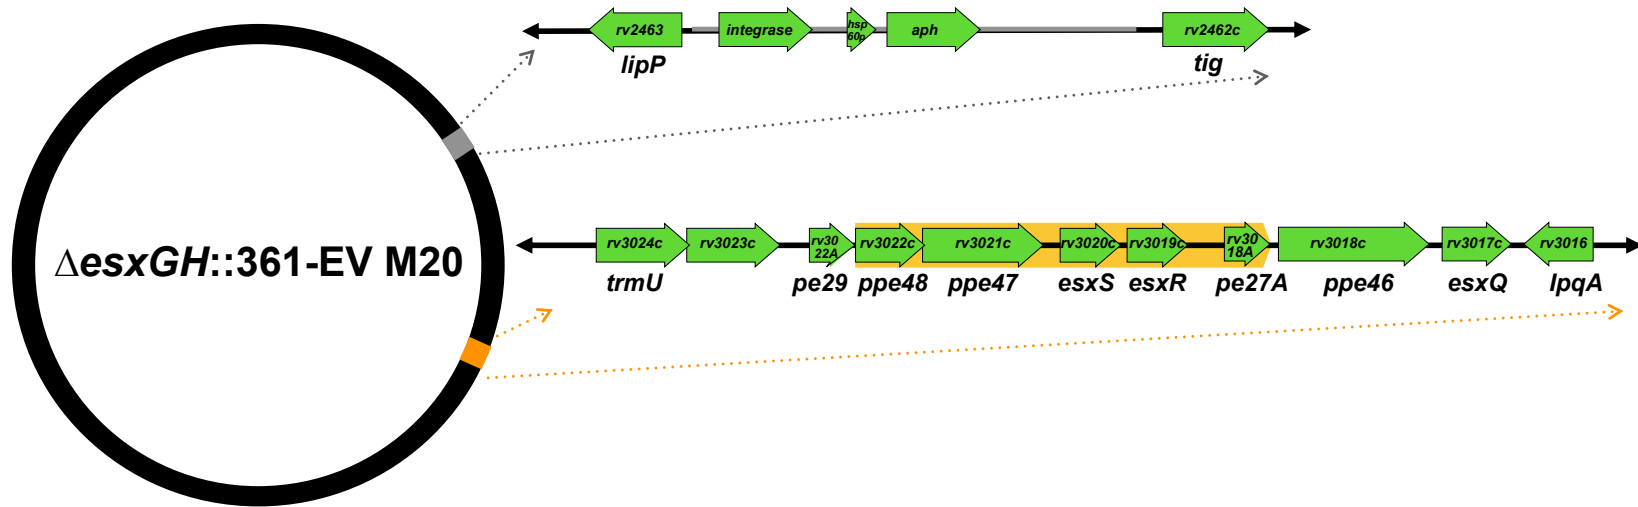 rv2463 integrase hsp 60p aph rv2462c
lipP tig
ΔesxGH::361-EV M20
rv3024c rv3023c rv30 22A rv3022c rv3021c rv3020c rv3019c rv30 18A rv3018c rv3017c rv3016
trmU pe29 ppe48 ppe47 esxS esxR pe27A ppe46 esxQ lpqA